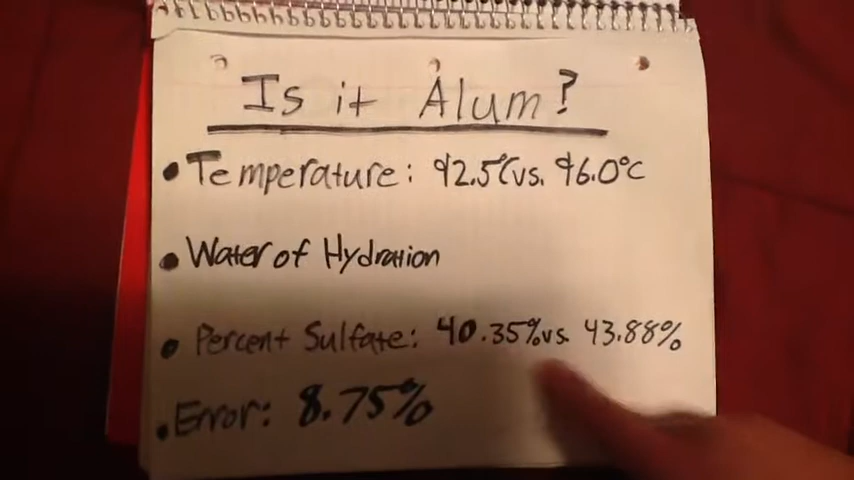 Is it Alum?
• Temperature: 92.5°C vs. 96.0°C
• Water of Hydration
• Percent Sulfate: 40.35% vs. 43.88%
• Error: 8.75%